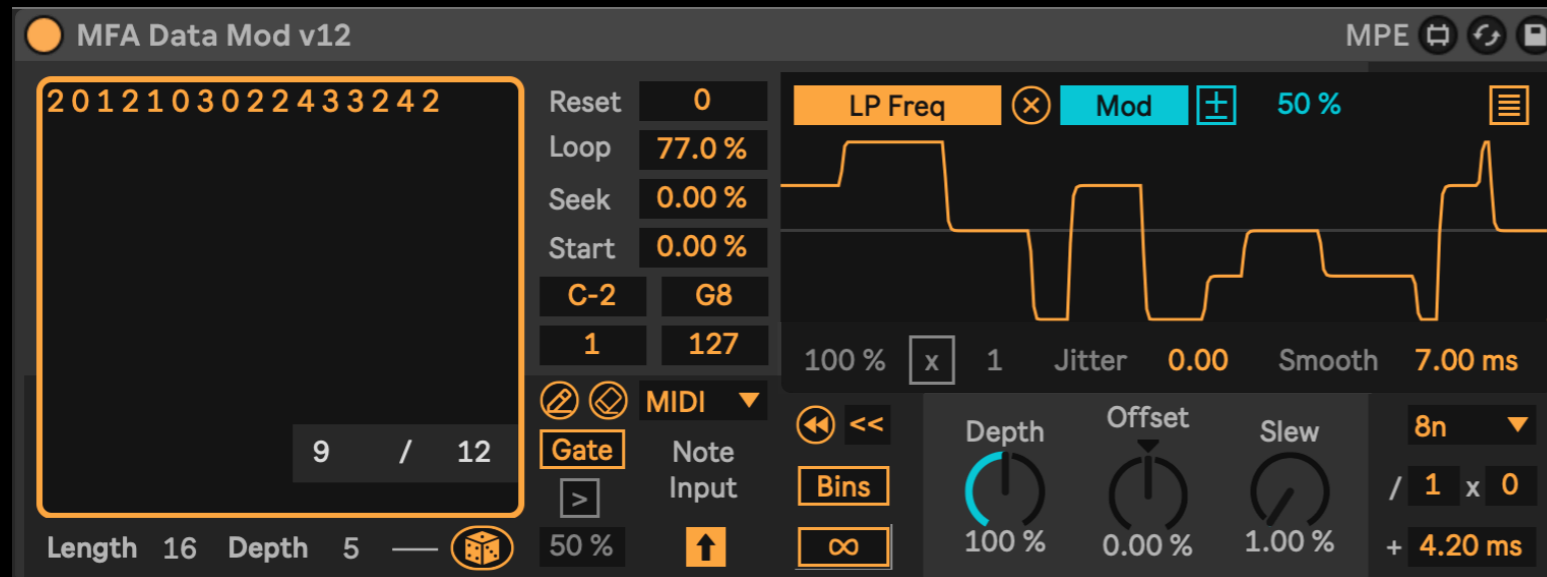 MFA Data Mod v12 MPE
2 0 1 2 1 0 3 0 2 2 4 3 3 2 4 2
9 / 12
Length 16 Depth 5
Reset 0
Loop 77.0 %
Seek 0.00 %
Start 0.00 %
C-2 G8
1 127
MIDI
Gate
Note
Input
>
50 %
LP Freq Mod ± 50 %
100 % x 1 Jitter 0.00 Smooth 7.00 ms
<<
Bins
∞
Depth
100 %
Offset
0.00 %
Slew
1.00 %
8n
/ 1 x 0
+ 4.20 ms